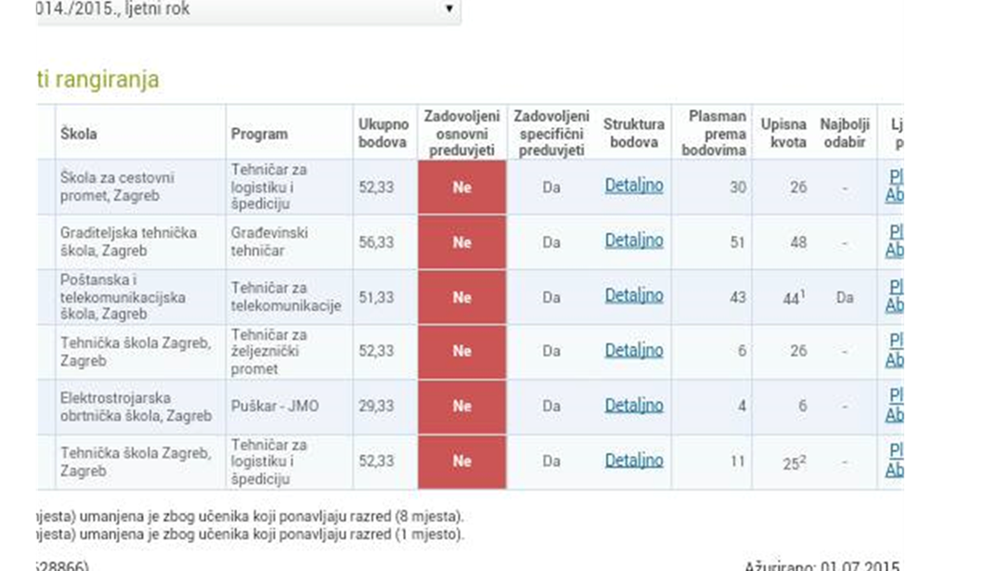 014./2015., ljetni rok
ti rangiranja
Škola Program Ukupno bodova Zadovoljeni osnovni preduvjeti Zadovoljeni specifični preduvjeti Struktura bodova Plasman prema bodovima Upisna kvota Najbolji odabir Lj p
Škola za cestovni promet, Zagreb Tehničar za logistiku i špediciju 52,33 Ne Da Detaljno 30 26 - Pl Ab
Graditeljska tehnička škola, Zagreb Građevinski tehničar 56,33 Ne Da Detaljno 51 48 - Pl Ab
Poštanska i telekomunikacijska škola, Zagreb Tehničar za telekomunikacije 51,33 Ne Da Detaljno 43 44¹ Da Pl Ab
Tehnička škola Zagreb, Zagreb Tehničar za željeznički promet 52,33 Ne Da Detaljno 6 26 - Pl Ab
Elektrostrojarska obrtnička škola, Zagreb Puškar - JMO 29,33 Ne Da Detaljno 4 6 - Pl Ab
Tehnička škola Zagreb, Zagreb Tehničar za logistiku i špediciju 52,33 Ne Da Detaljno 11 25² - Pl Ab
jesta) umanjena je zbog učenika koji ponavljaju razred (8 mjesta).
jesta) umanjena je zbog učenika koji ponavljaju razred (1 mjesto).
528866)
Ažurirano: 01.07.2015